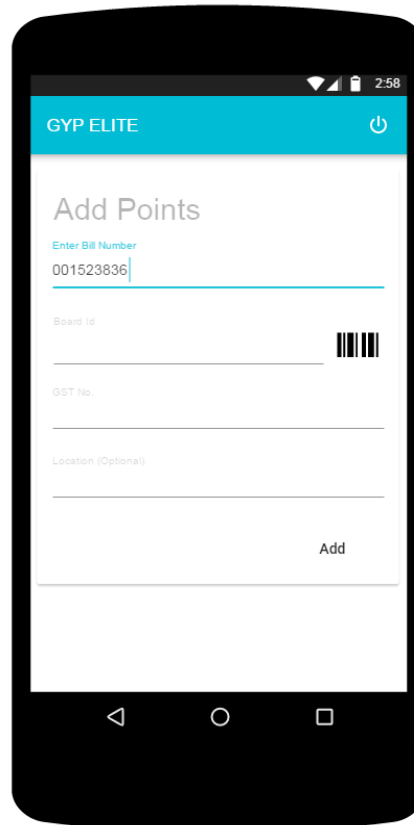 2:58
GYP ELITE
Add Points
Enter Bill Number
001523836
Board Id
GST No.
Location (Optional)
Add